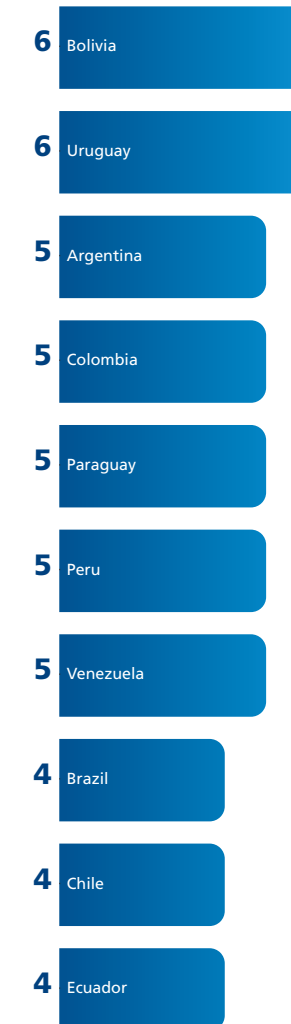 6 Bolivia
6 Uruguay
5 Argentina
5 Colombia
5 Paraguay
5 Peru
5 Venezuela
4 Brazil
4 Chile
4 Ecuador